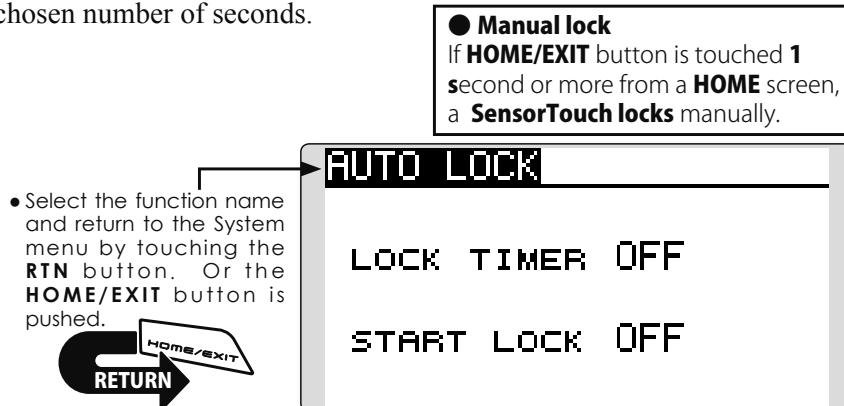 chosen number of seconds.
● Manual lock
If HOME/EXIT button is touched 1
second or more from a HOME screen,
a SensorTouch locks manually.
AUTO LOCK
● Select the function name
and return to the System
menu by touching the
RTN button. Or the
HOME/EXIT button is
pushed.
HOME/EXIT
RETURN
LOCK TIMER OFF
START LOCK OFF